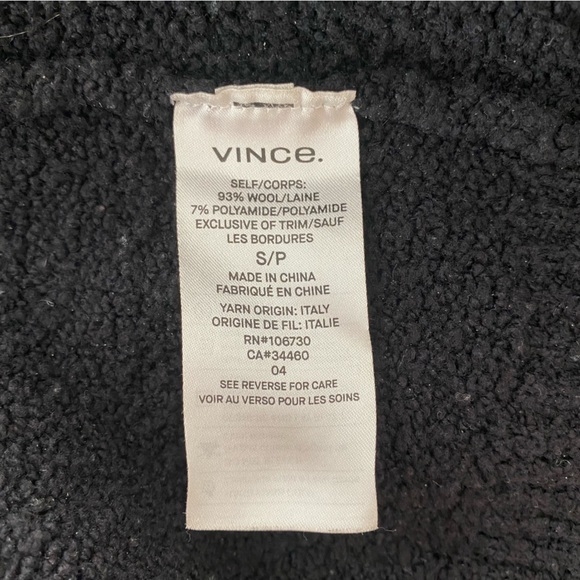 VINCe.
SELF/CORPS:
93% WOOL/LAINE
7% POLYAMIDE/POLYAMIDE
EXCLUSIVE OF TRIM/SAUF
LES BORDURES
S/P
MADE IN CHINA
FABRIQUÉ EN CHINE
YARN ORIGIN: ITALY
ORIGINE DE FIL: ITALIE
RN#106730
CA#34460
04
SEE REVERSE FOR CARE
VOIR AU VERSO POUR LES SOINS